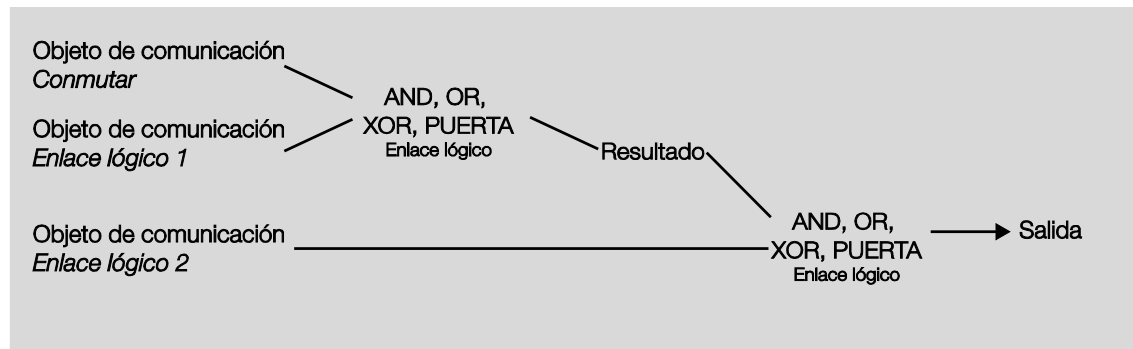 Objeto de comunicación
Conmutar
Objeto de comunicación
Enlace lógico 1
AND, OR,
XOR, PUERTA
Enlace lógico
Resultado
Objeto de comunicación
Enlace lógico 2
AND, OR,
XOR, PUERTA
Enlace lógico
Salida